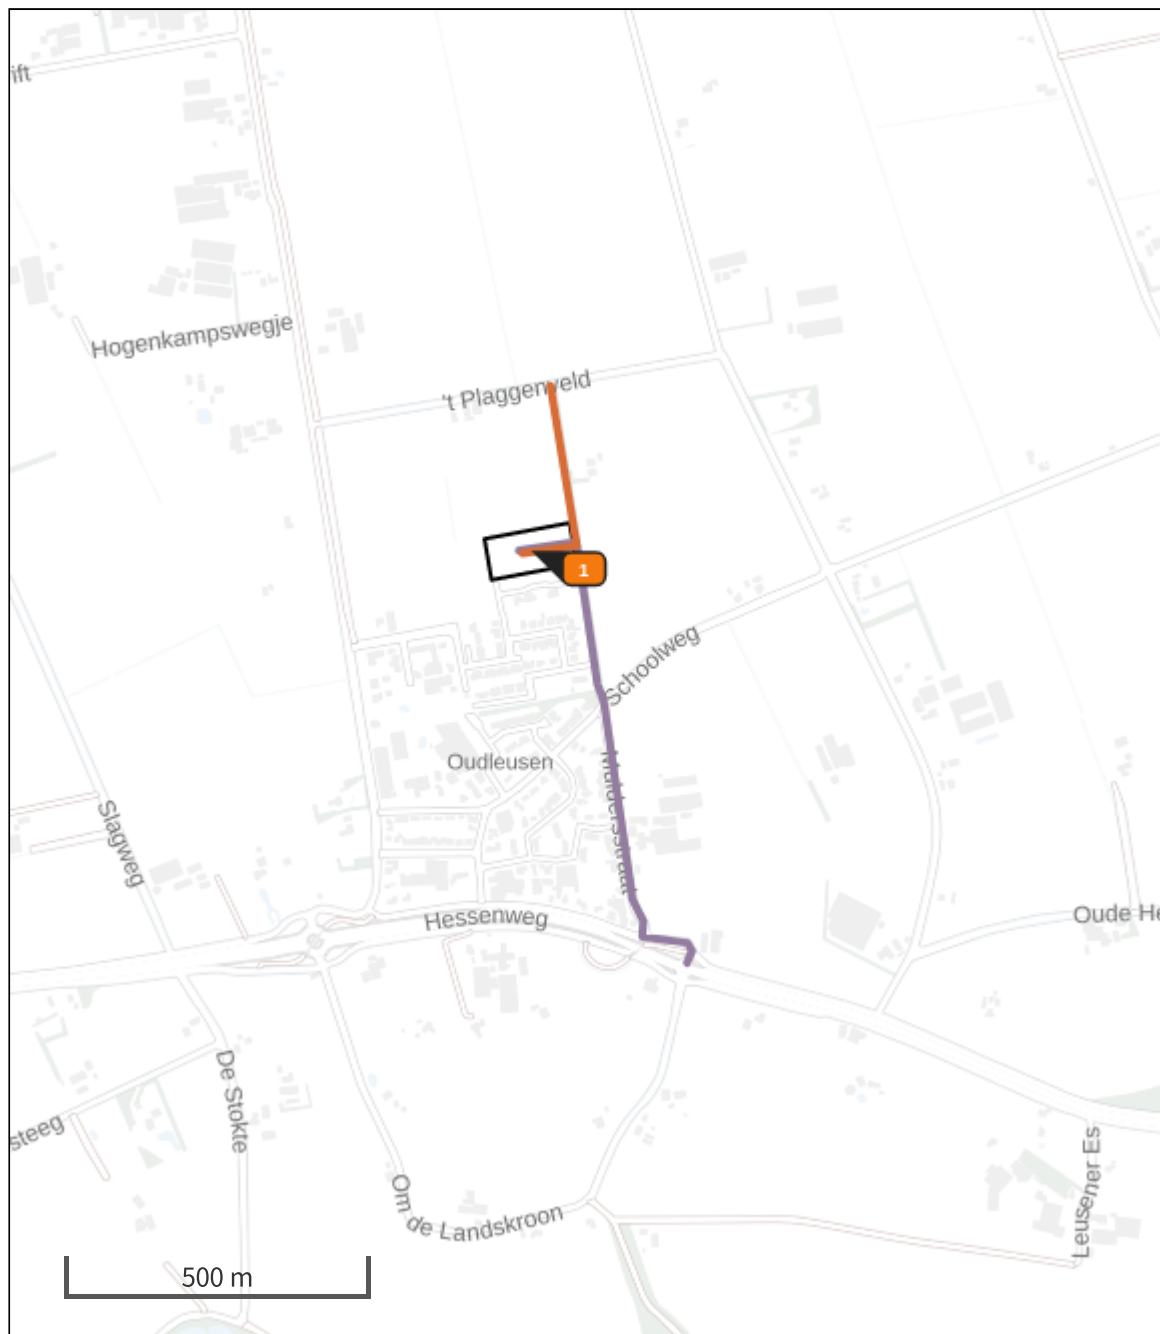 ift
Hogenkampswegje
't Plaggenveld
1
Schoolweg
Oudleusen
Muldersstraat
Slagweg
Hessenweg
Oude He
De Stokte
steeg
Om de Landskroon
Leusener Es
500 m